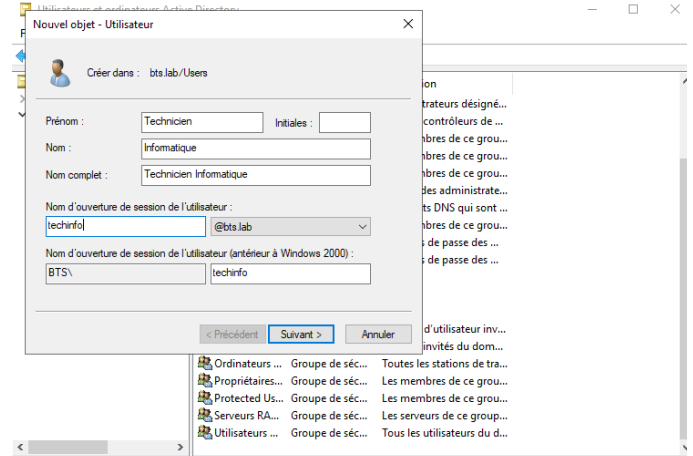 Utilisateurs et ordinateurs Active Directory
Nouvel objet - Utilisateur
Créer dans : bts.lab/Users
Prénom : Technicien Initiales :
Nom : Informatique
Nom complet : Technicien Informatique
Nom d'ouverture de session de l'utilisateur :
techinfo @bts.lab
Nom d'ouverture de session de l'utilisateur (antérieur à Windows 2000) :
BTS\ techinfo
< Précédent Suivant > Annuler
ion
trateurs désigné...
contrôleurs de ...
nbres de ce grou...
nbres de ce grou...
nbres de ce grou...
des administrate...
ts DNS qui sont ...
nbres de ce grou...
s de passe des ...
s de passe des ...
d'utilisateur inv...
invités du dom...
Ordinateurs ... Groupe de séc... Toutes les stations de tra...
Propriétaires... Groupe de séc... Les membres de ce grou...
Protected Us... Groupe de séc... Les membres de ce grou...
Serveurs RA... Groupe de séc... Les serveurs de ce group...
Utilisateurs ... Groupe de séc... Tous les utilisateurs du d...